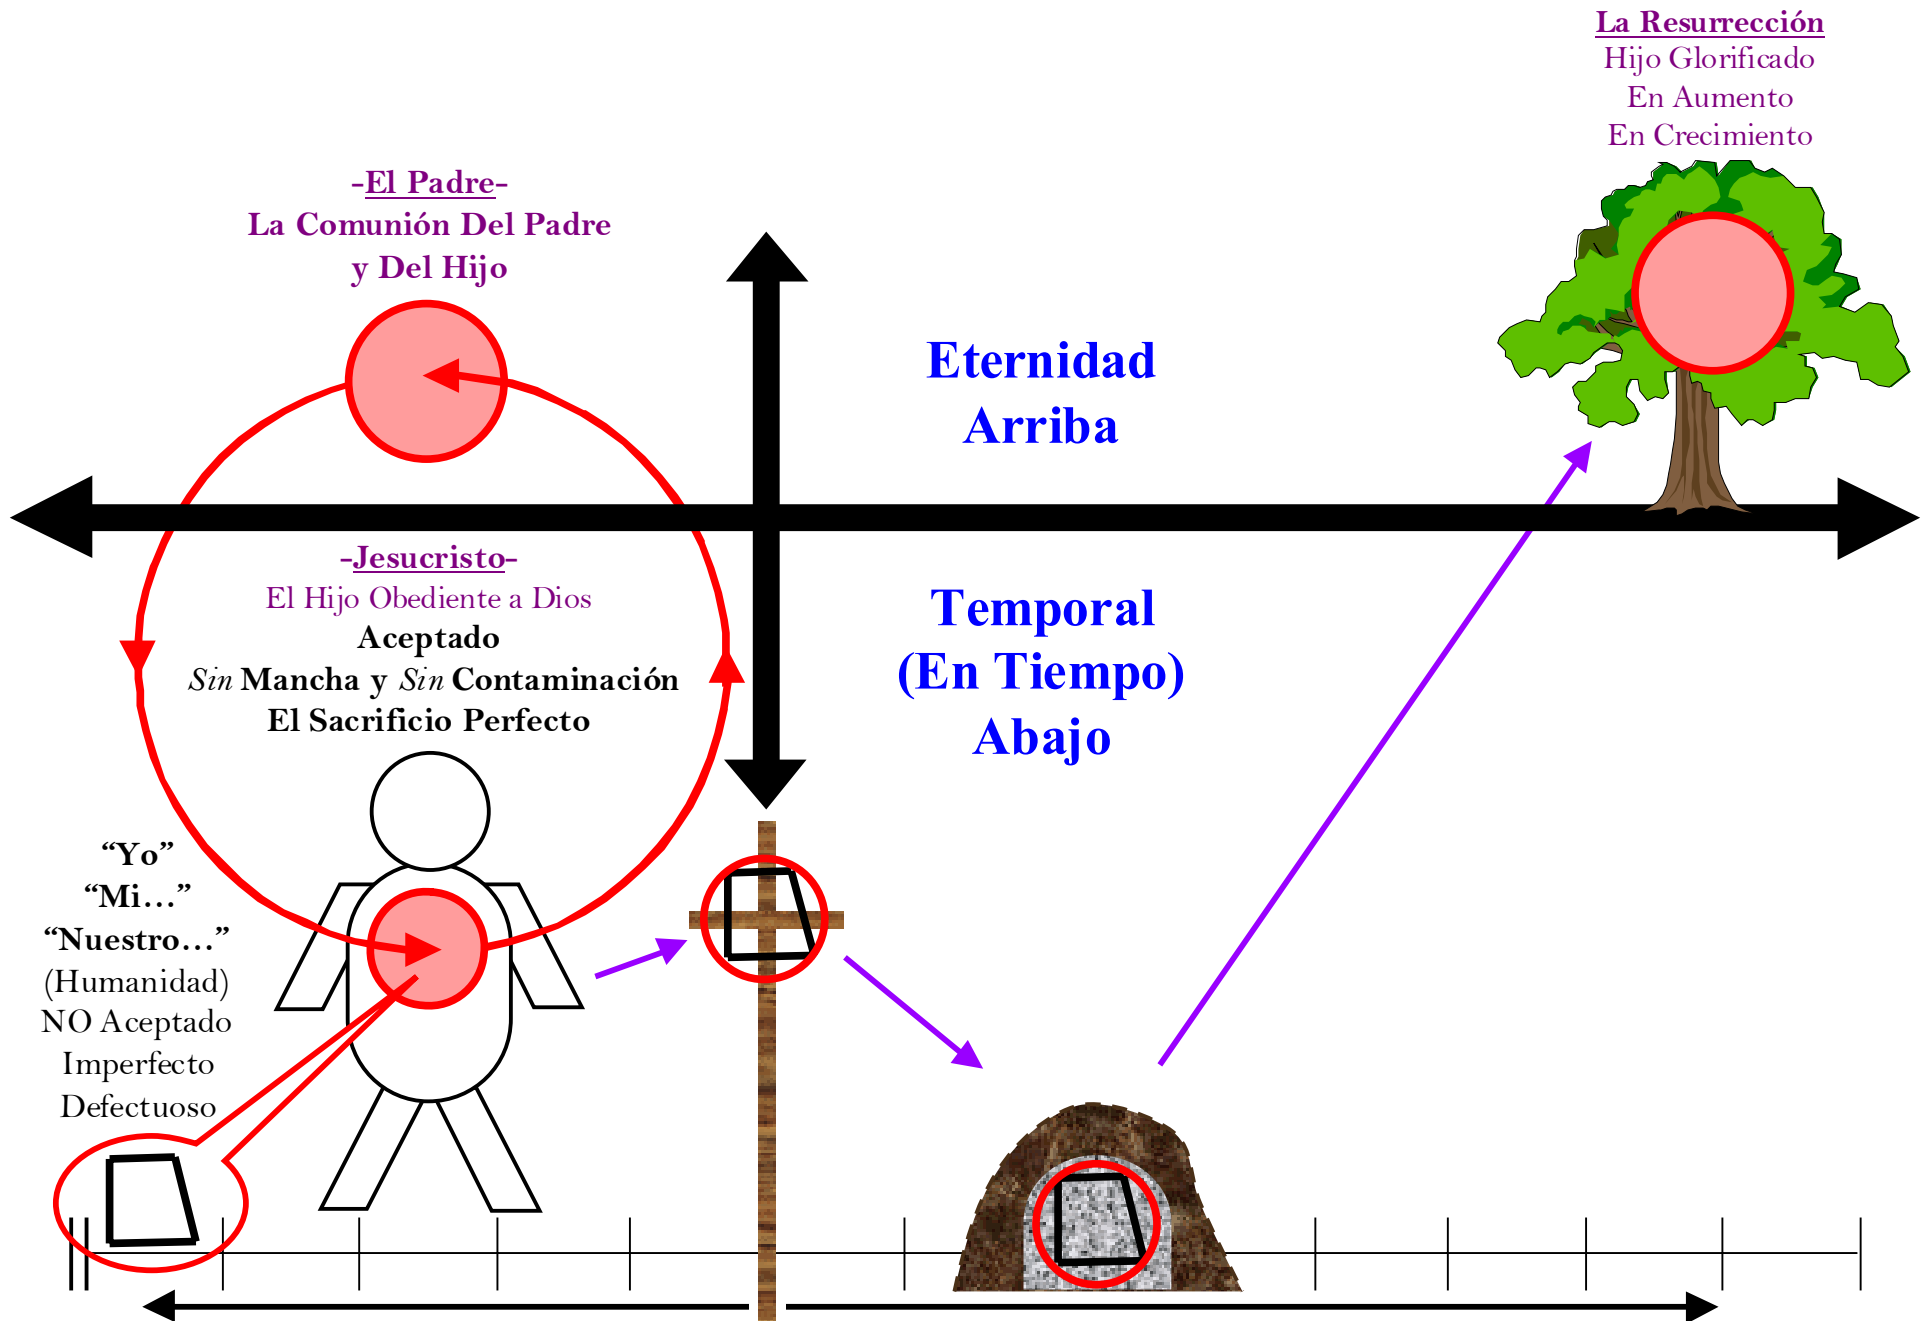 La Resurrección
Hijo Glorificado
En Aumento
En Crecimiento
-El Padre-
La Comunión Del Padre
y Del Hijo
Eternidad
Arriba
-Jesucristo-
El Hijo Obediente a Dios
Aceptado
Sin Mancha y Sin Contaminación
El Sacrificio Perfecto
Temporal
(En Tiempo)
Abajo
“Yo”
“Mi…”
“Nuestro…”
(Humanidad)
NO Aceptado
Imperfecto
Defectuoso